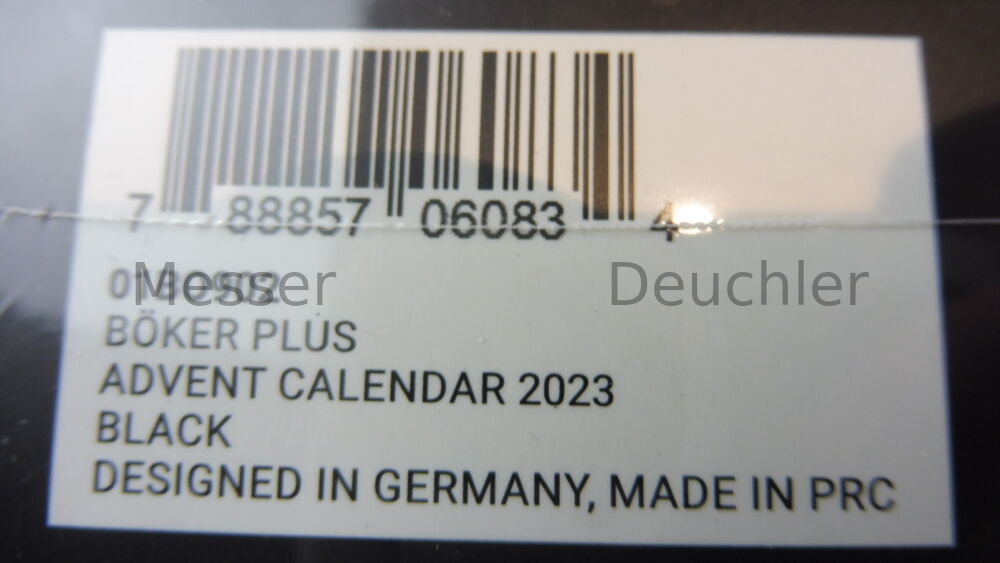 7 88857 06083 4
Messer Deuchler
BÖKER PLUS
ADVENT CALENDAR 2023
BLACK
DESIGNED IN GERMANY, MADE IN PRC